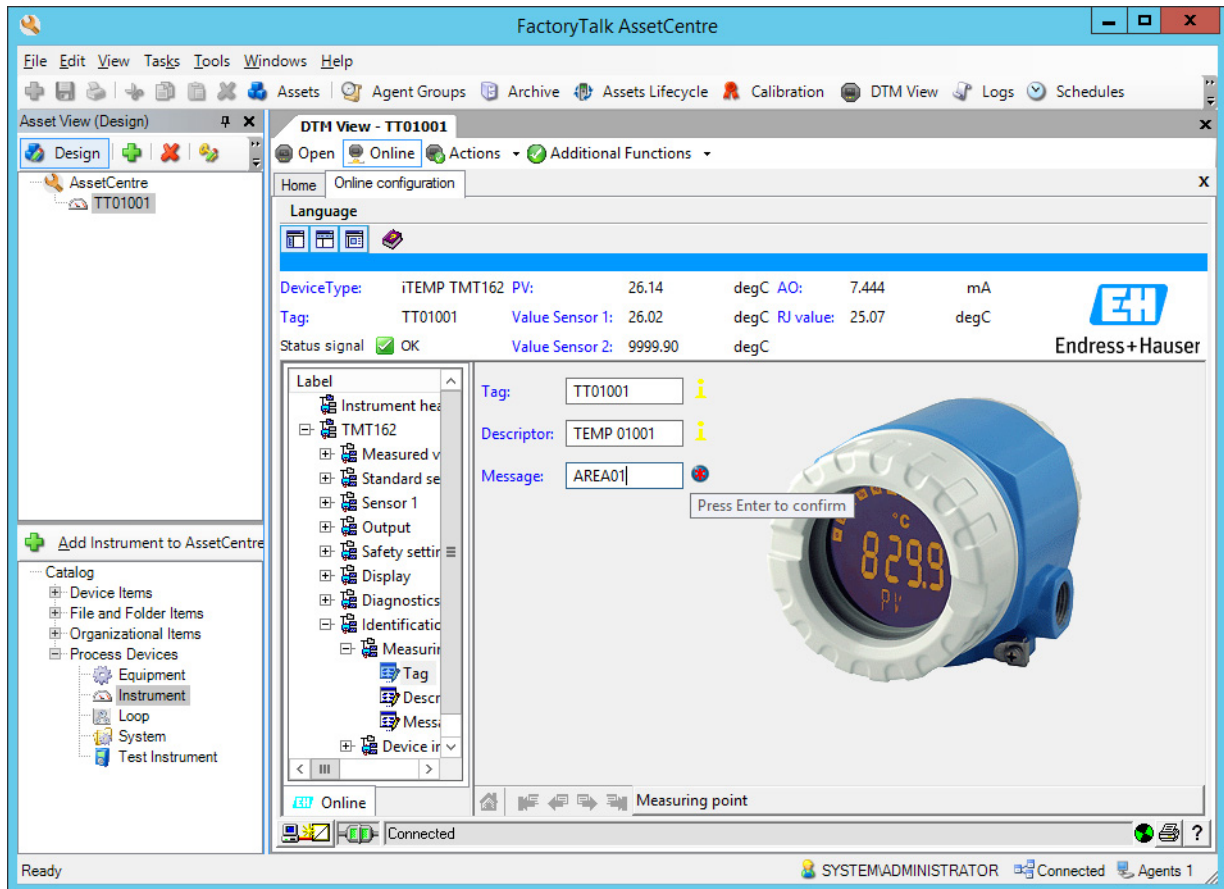 FactoryTalk AssetCentre
File Edit View Tasks Tools Windows Help
Assets Agent Groups Archive Assets Lifecycle Calibration DTM View Logs Schedules
Asset View (Design)
Design
AssetCentre
TT01001
Add Instrument to AssetCentre
Catalog
Device Items
File and Folder Items
Organizational Items
Process Devices
Equipment
Instrument
Loop
System
Test Instrument
DTM View - TT01001
Open Online Actions Additional Functions
Home Online configuration
Language
DeviceType: iTEMP TMT162 PV: 26.14 degC AO: 7.444 mA
Tag: TT01001 Value Sensor 1: 26.02 degC RJ value: 25.07 degC
Status signal OK Value Sensor 2: 9999.90 degC
EH
Endress+Hauser
Label
Instrument hea
TMT162
Measured v
Standard se
Sensor 1
Output
Safety settir
Display
Diagnostics
Identificatic
Measurir
Tag
Descr
Messa
Device ir
EH Online
Tag: TT01001
Descriptor: TEMP 01001
Message: AREA01
Press Enter to confirm
°C
829.9
PV
Measuring point
Connected
?
Ready SYSTEM\ADMINISTRATOR Connected Agents 1